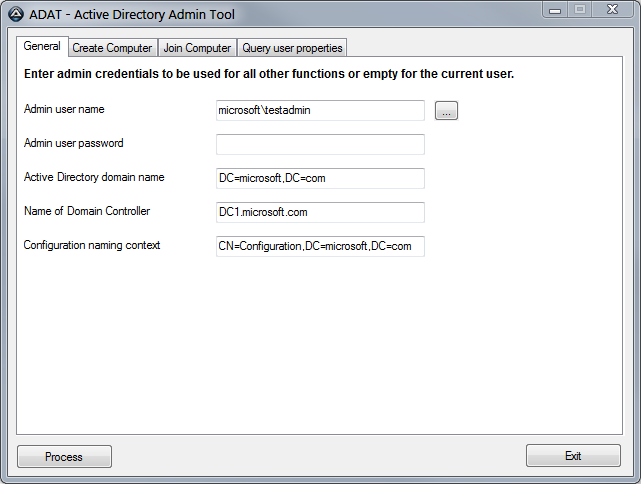 ADAT - Active Directory Admin Tool
General Create Computer Join Computer Query user properties
Enter admin credentials to be used for all other functions or empty for the current user.
Admin user name microsoft\testadmin ...
Admin user password
Active Directory domain name DC=microsoft,DC=com
Name of Domain Controller DC1.microsoft.com
Configuration naming context CN=Configuration,DC=microsoft,DC=com
Process Exit